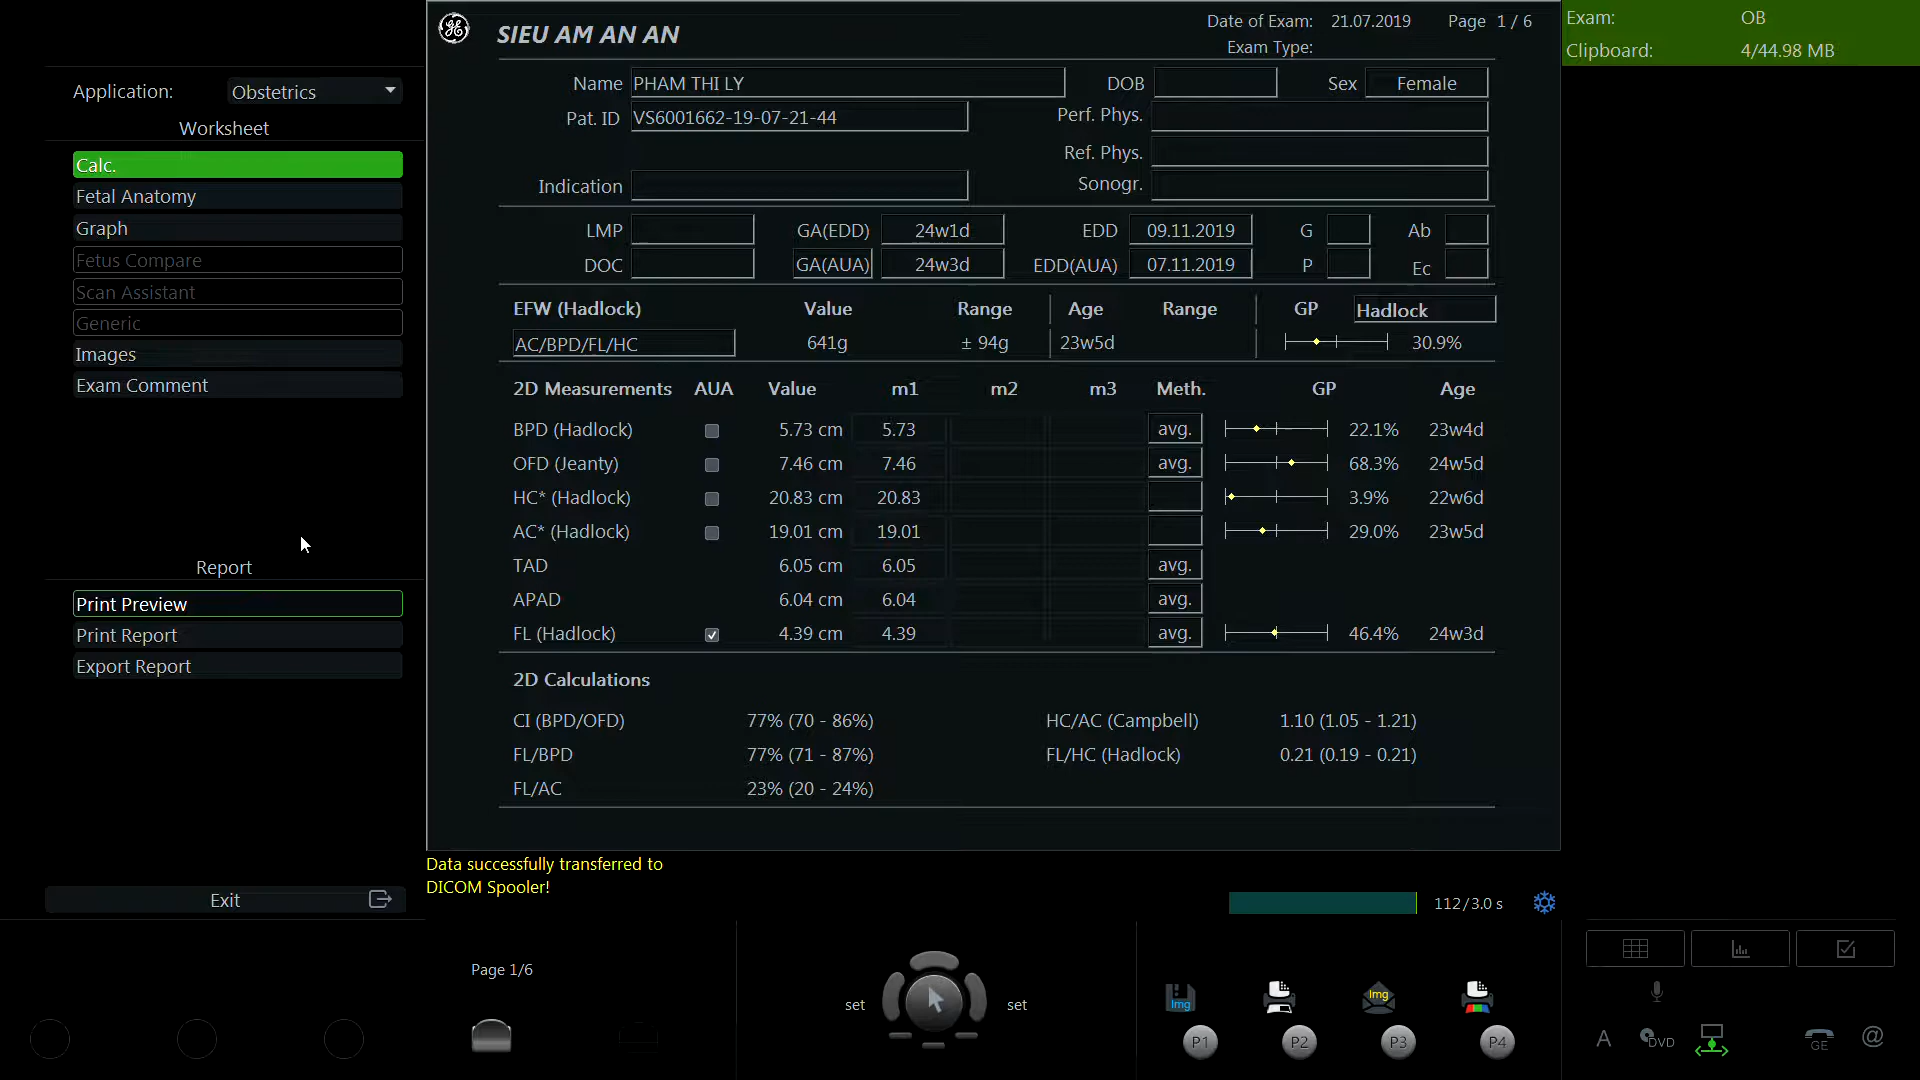 SIEU AM AN AN
Date of Exam: 21.07.2019 Page 1 / 6
Exam Type:
Exam: OB
Clipboard: 4/44.98 MB
Application: Obstetrics
Worksheet
Calc.
Fetal Anatomy
Graph
Fetus Compare
Scan Assistant
Generic
Images
Exam Comment
Report
Print Preview
Print Report
Export Report
Exit
Name PHAM THI LY DOB Sex Female
Pat. ID VS6001662-19-07-21-44 Perf. Phys.
Ref. Phys.
Indication Sonogr.
LMP GA(EDD) 24w1d EDD 09.11.2019 G Ab
DOC GA(AUA) 24w3d EDD(AUA) 07.11.2019 P Ec
EFW (Hadlock) Value Range Age Range GP Hadlock
AC/BPD/FL/HC 641g ± 94g 23w5d 30.9%
2D Measurements AUA Value m1 m2 m3 Meth. GP Age
BPD (Hadlock) 5.73 cm 5.73 avg. 22.1% 23w4d
OFD (Jeanty) 7.46 cm 7.46 avg. 68.3% 24w5d
HC* (Hadlock) 20.83 cm 20.83 3.9% 22w6d
AC* (Hadlock) 19.01 cm 19.01 29.0% 23w5d
TAD 6.05 cm 6.05 avg.
APAD 6.04 cm 6.04 avg.
FL (Hadlock) 4.39 cm 4.39 avg. 46.4% 24w3d
2D Calculations
CI (BPD/OFD) 77% (70 - 86%) HC/AC (Campbell) 1.10 (1.05 - 1.21)
FL/BPD 77% (71 - 87%) FL/HC (Hadlock) 0.21 (0.19 - 0.21)
FL/AC 23% (20 - 24%)
Data successfully transferred to
DICOM Spooler!
112/3.0 s
Page 1/6
set set
Img Img
P1 P2 P3 P4
A DVD GE @